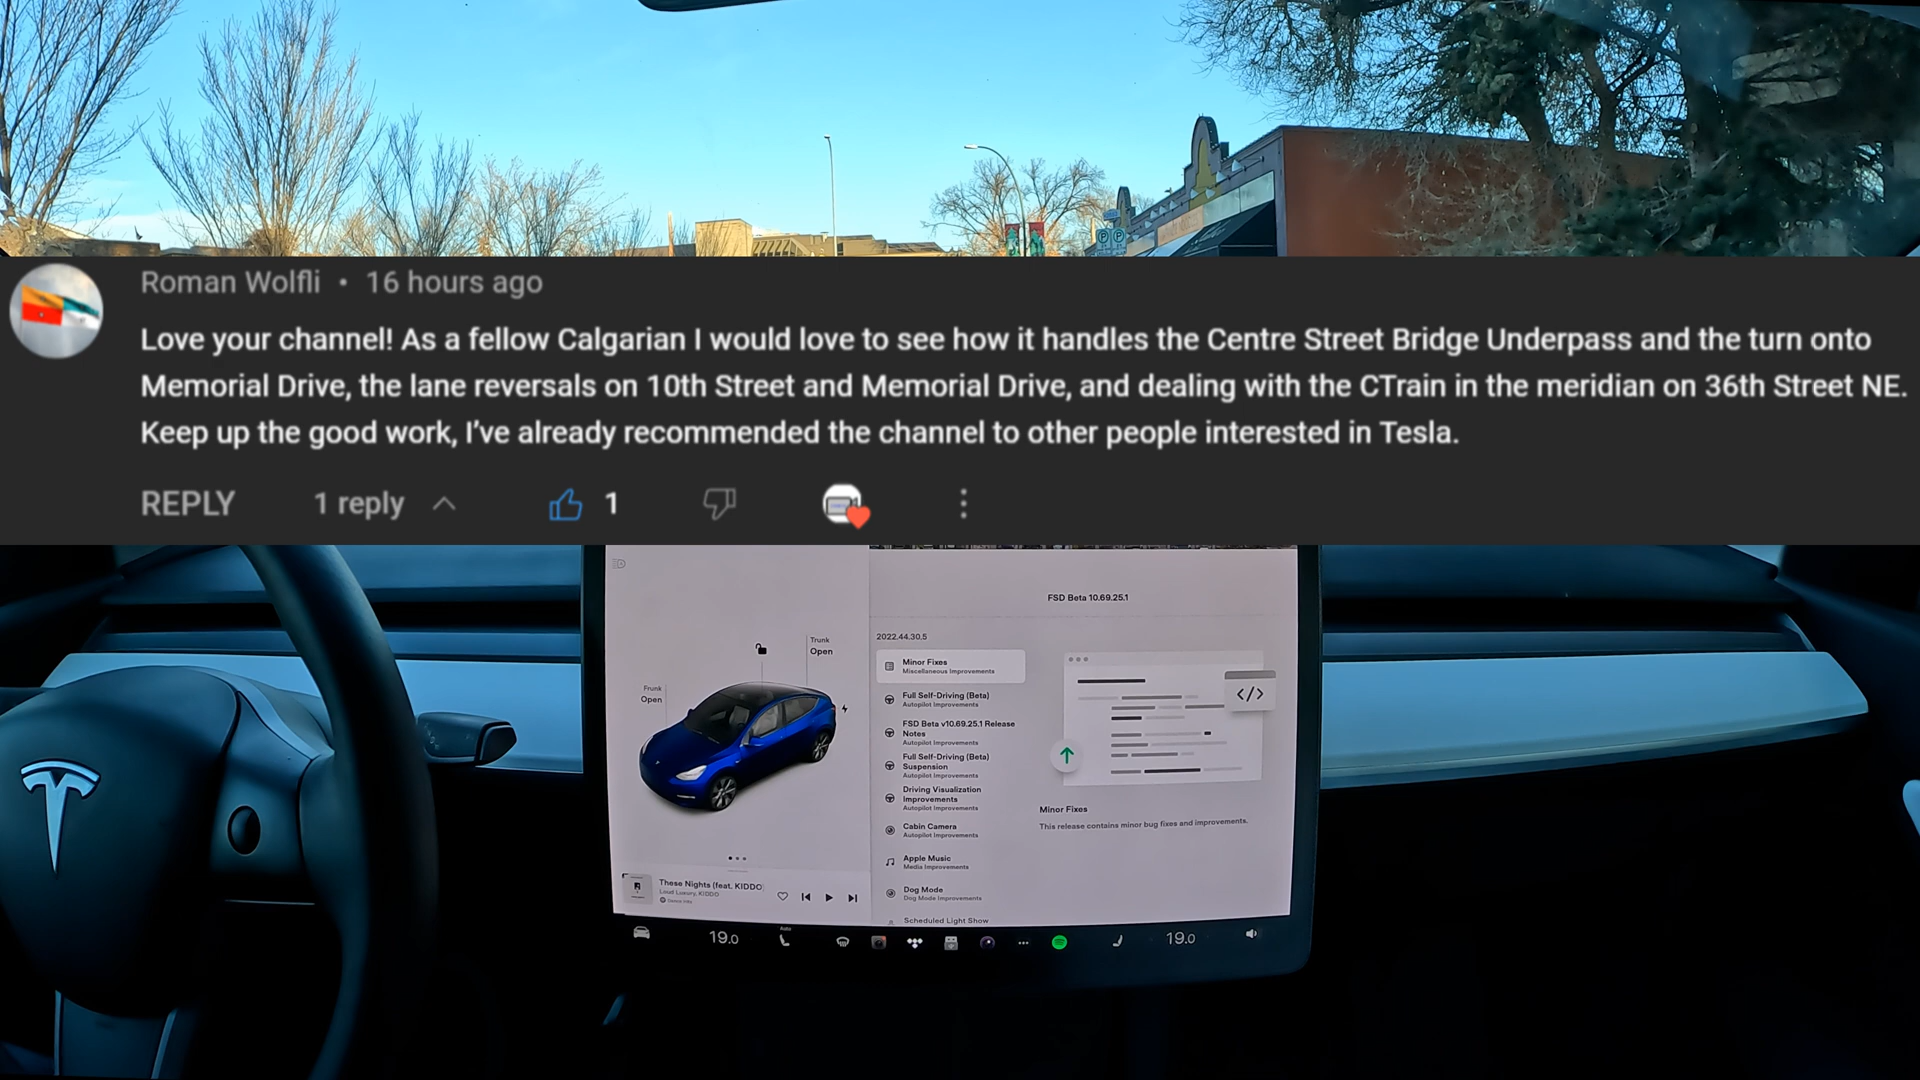 Roman Wolfli • 16 hours ago
Love your channel! As a fellow Calgarian I would love to see how it handles the Centre Street Bridge Underpass and the turn onto
Memorial Drive, the lane reversals on 10th Street and Memorial Drive, and dealing with the CTrain in the meridian on 36th Street NE.
Keep up the good work, I've already recommended the channel to other people interested in Tesla.
REPLY
1 reply
1
FSD Beta 10.69.25.1
2022.44.30.5
Trunk
Open
Frunk
Open
Minor Fixes
Miscellaneous Improvements
Full Self-Driving (Beta)
Autopilot Improvements
FSD Beta v10.69.25.1 Release
Notes
Autopilot Improvements
Full Self-Driving (Beta)
Suspension
Autopilot Improvements
Driving Visualization
Improvements
Autopilot Improvements
Cabin Camera
Autopilot Improvements
Apple Music
Media Improvements
Dog Mode
Dog Mode Improvements
Scheduled Light Show
</>
Minor Fixes
This release contains minor bug fixes and improvements.
These Nights (feat. KIDDO)
Loud Luxury, KIDDO
19.0
Auto
19.0